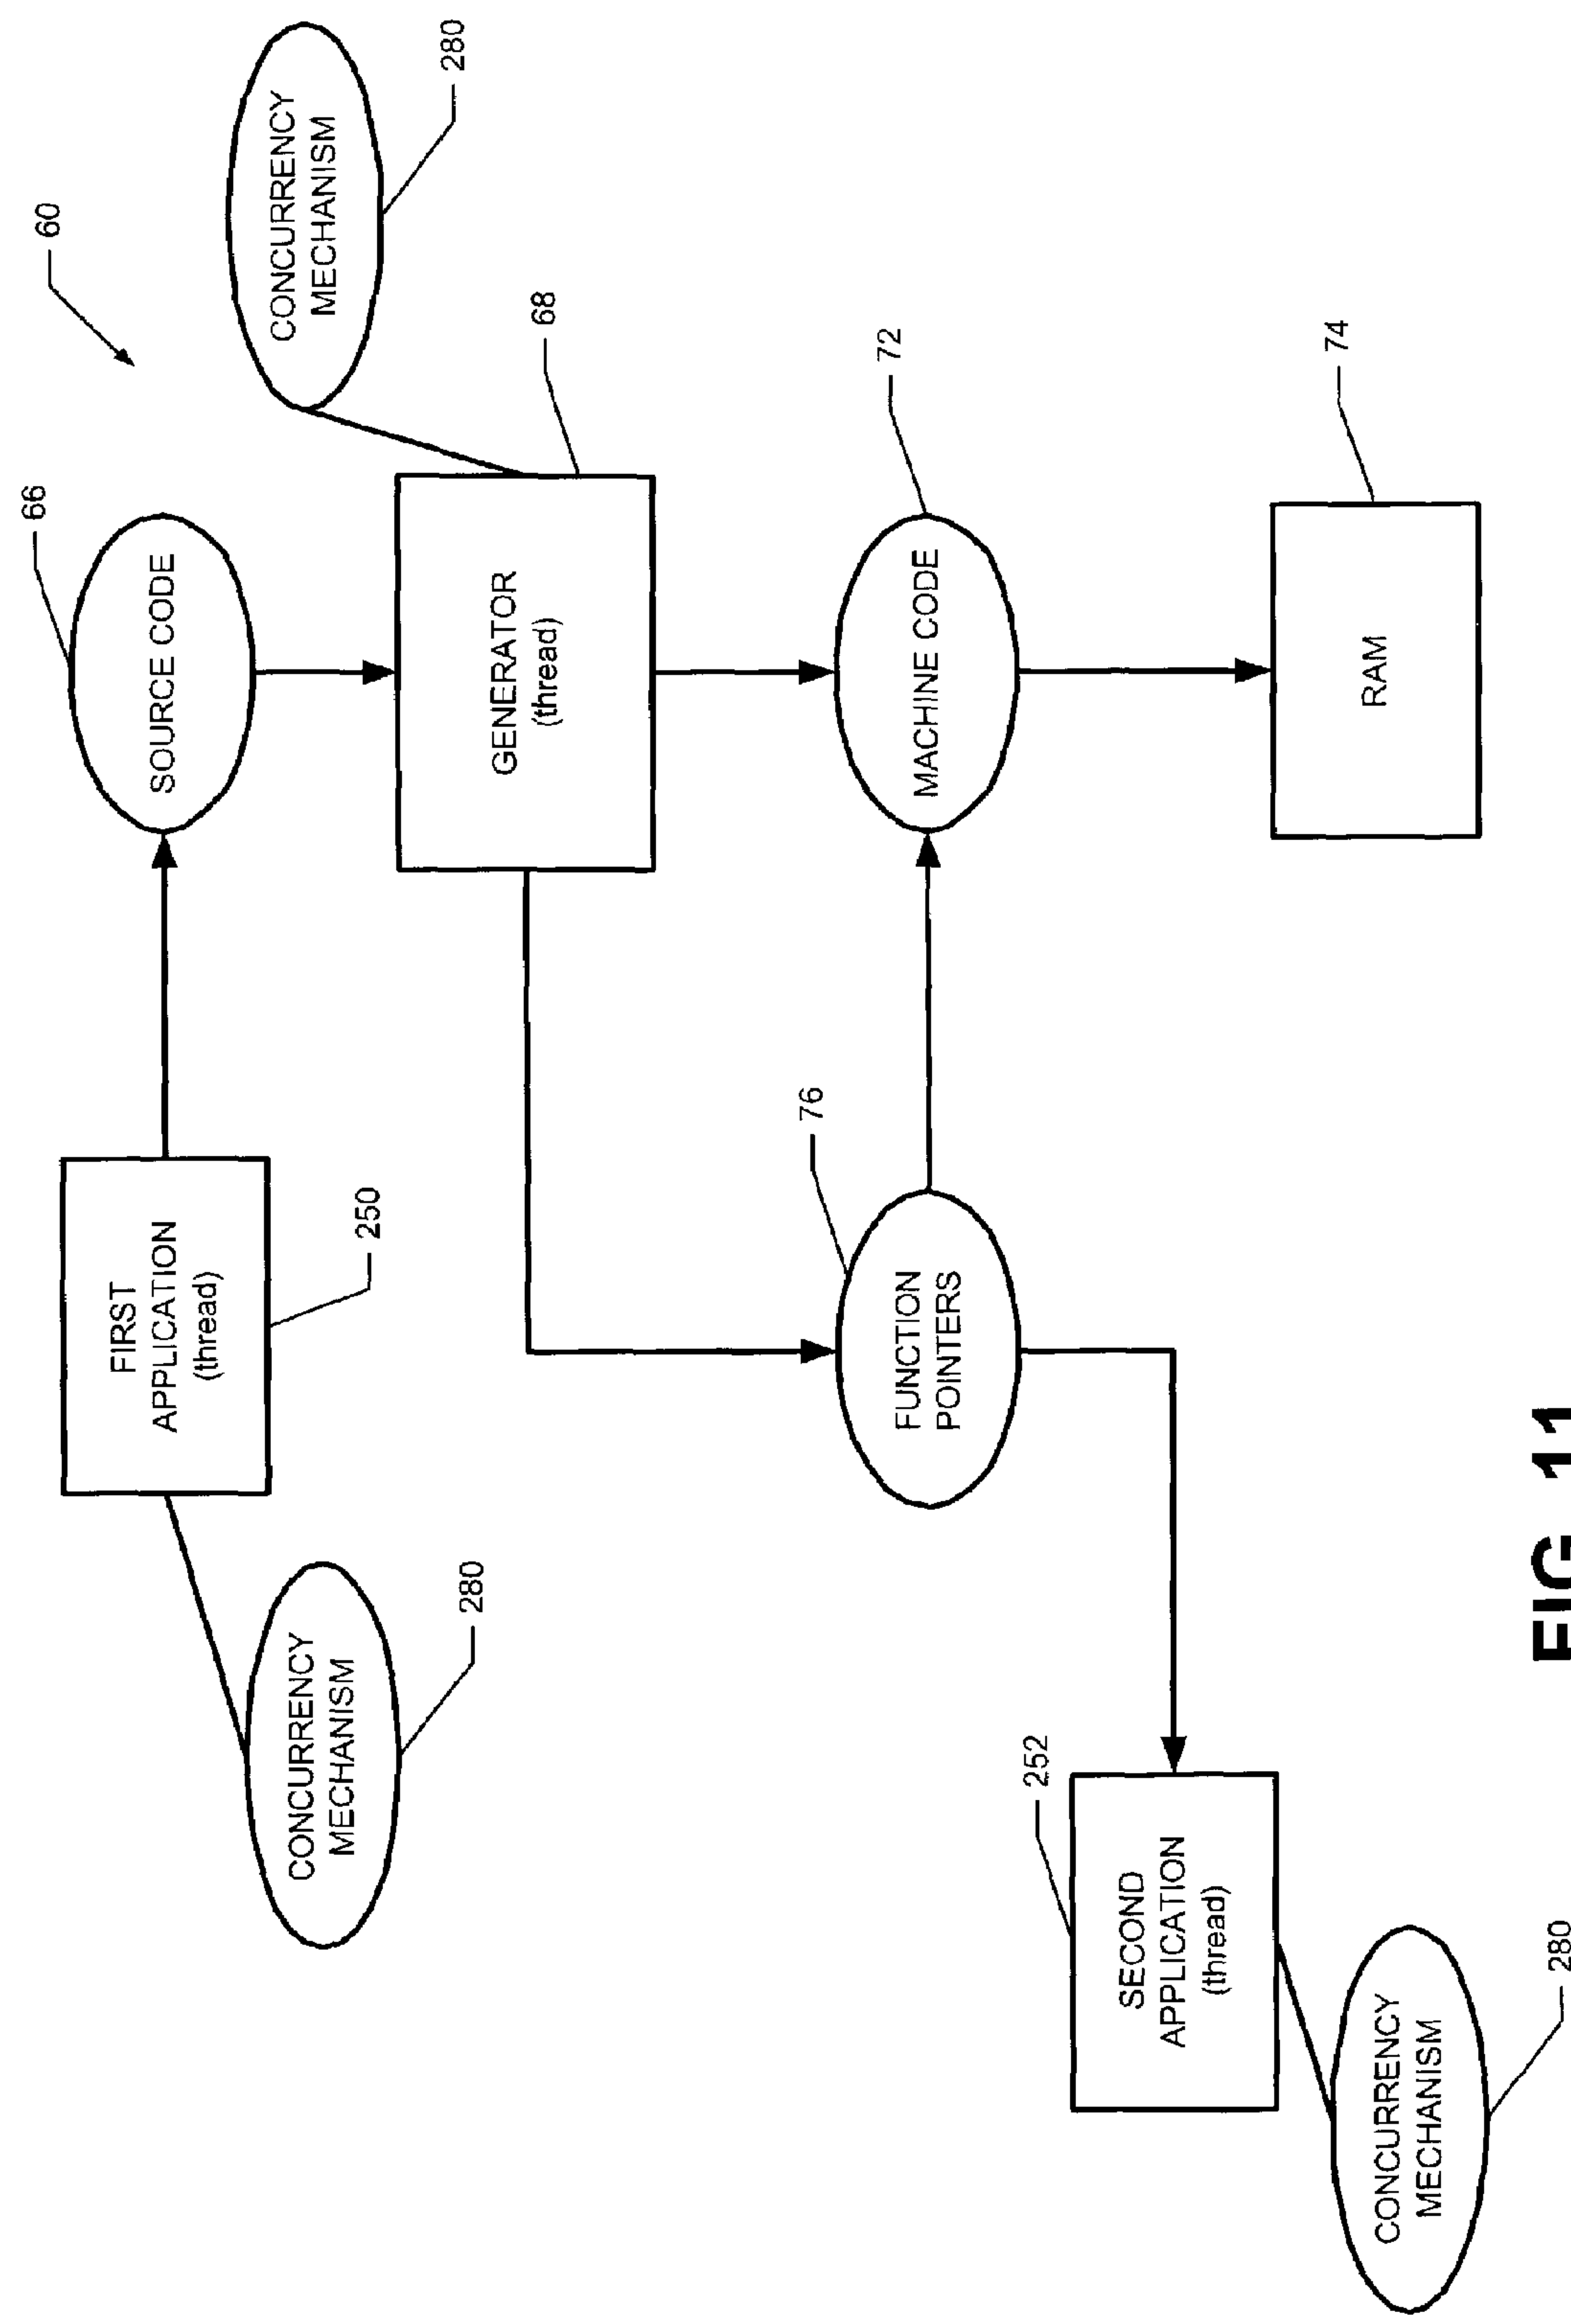 60
CONCURRENCY
MECHANISM
280
FIRST
APPLICATION
(thread)
250
SOURCE CODE
66
CONCURRENCY
MECHANISM
280
GENERATOR
(thread)
68
FUNCTION
POINTERS
76
MACHINE CODE
72
SECOND
APPLICATION
(thread)
252
RAM
74
CONCURRENCY
MECHANISM
280
FIG. 11